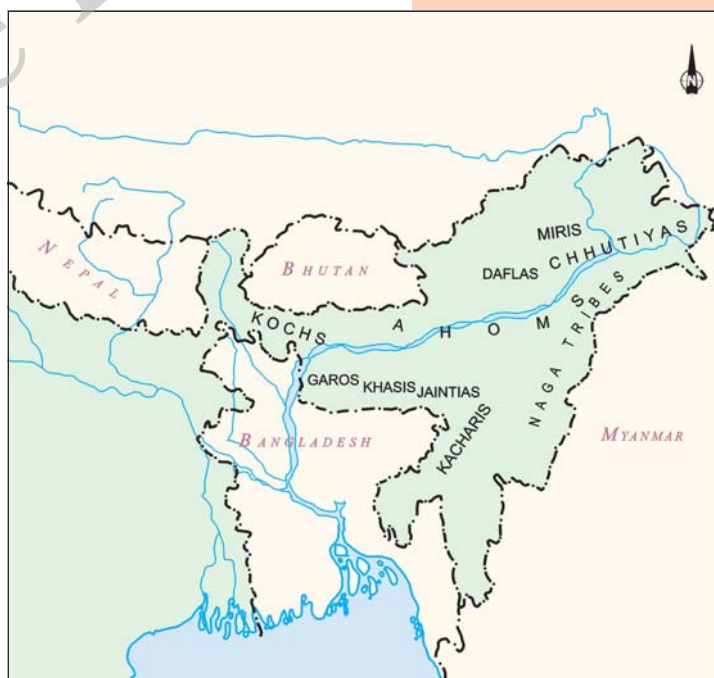 N
MIRIS
CHHUTIYAS
DAFLAS
NEPAL
BHUTAN
KOCHS
AHOMS
NAGA TRIBES
GAROS
KHASIS
JAINTIAS
KACHARIS
BANGLADESH
MYANMAR